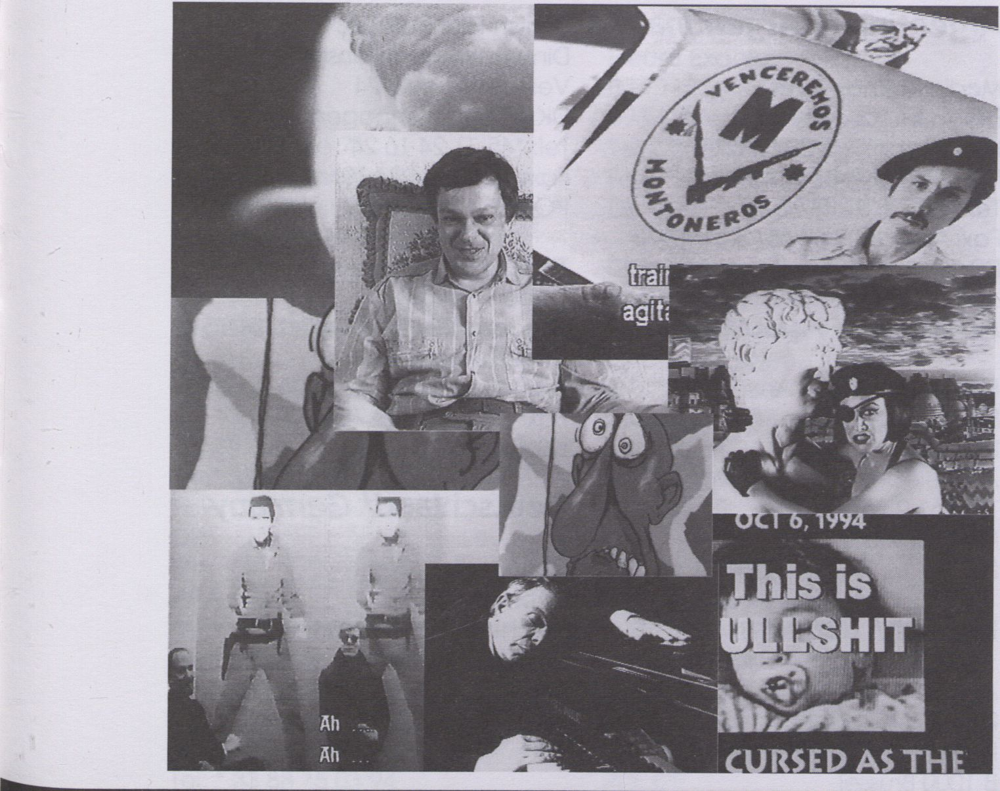 VENCEREMOS
M
MONTONEROS
trai
agita
OCT 6, 1994
This is
ULLSHIT
Ah ...
Ah ...
CURSED AS THE